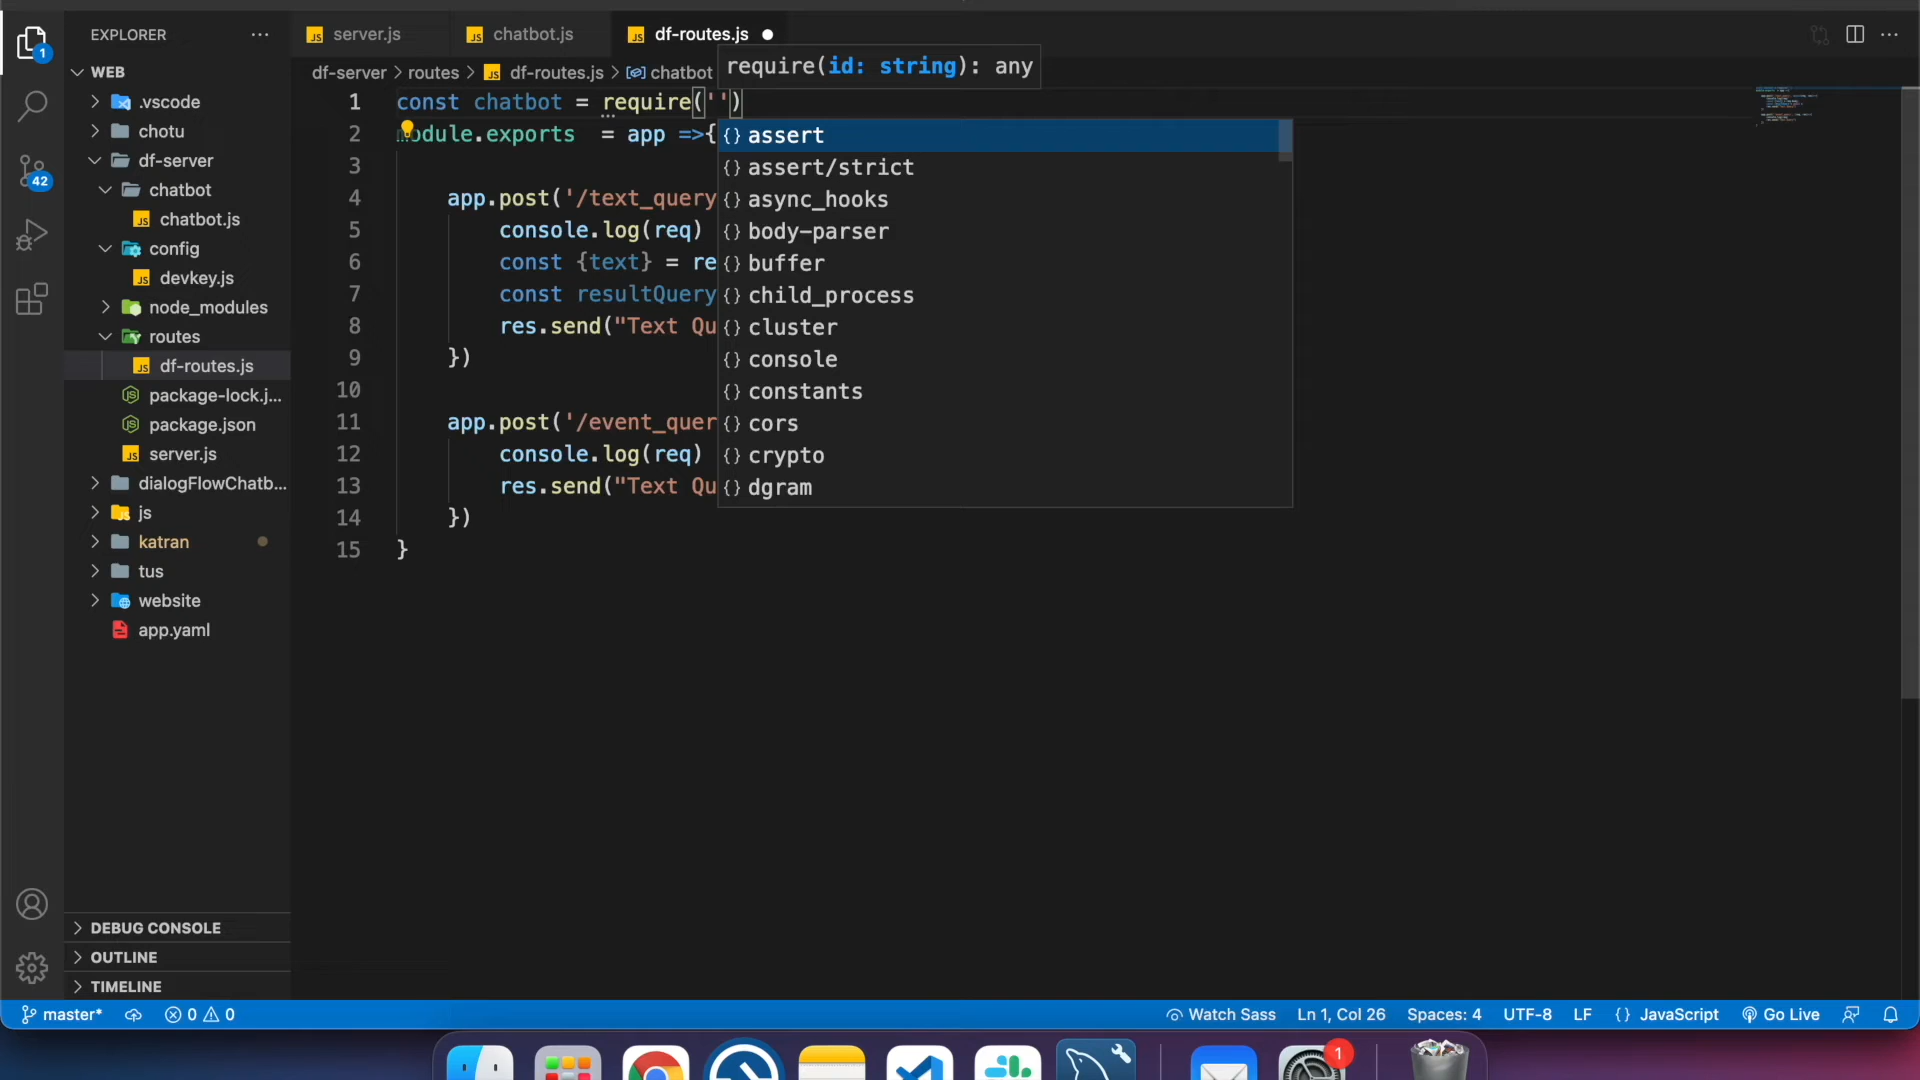 EXPLORER
WEB
.vscode
chotu
df-server
chatbot
chatbot.js
config
devkey.js
node_modules
routes
df-routes.js
package-lock.j...
package.json
server.js
dialogFlowChatb...
js
katran
tus
website
app.yaml
DEBUG CONSOLE
OUTLINE
TIMELINE
1
42
server.js
chatbot.js
df-routes.js
df-server > routes > df-routes.js > chatbot
require(id: string): any
1 const chatbot = require('')
2 module.exports = app =>{
3
4 app.post('/text_query
5 console.log(req)
6 const {text} = re
7 const resultQuery
8 res.send("Text Qu
9 })
10
11 app.post('/event_quer
12 console.log(req)
13 res.send("Text Qu
14 })
15 }
{} assert
{} assert/strict
{} async_hooks
{} body-parser
{} buffer
{} child_process
{} cluster
{} console
{} constants
{} cors
{} crypto
{} dgram
master* 0 0 Watch Sass Ln 1, Col 26 Spaces: 4 UTF-8 LF {} JavaScript Go Live
1